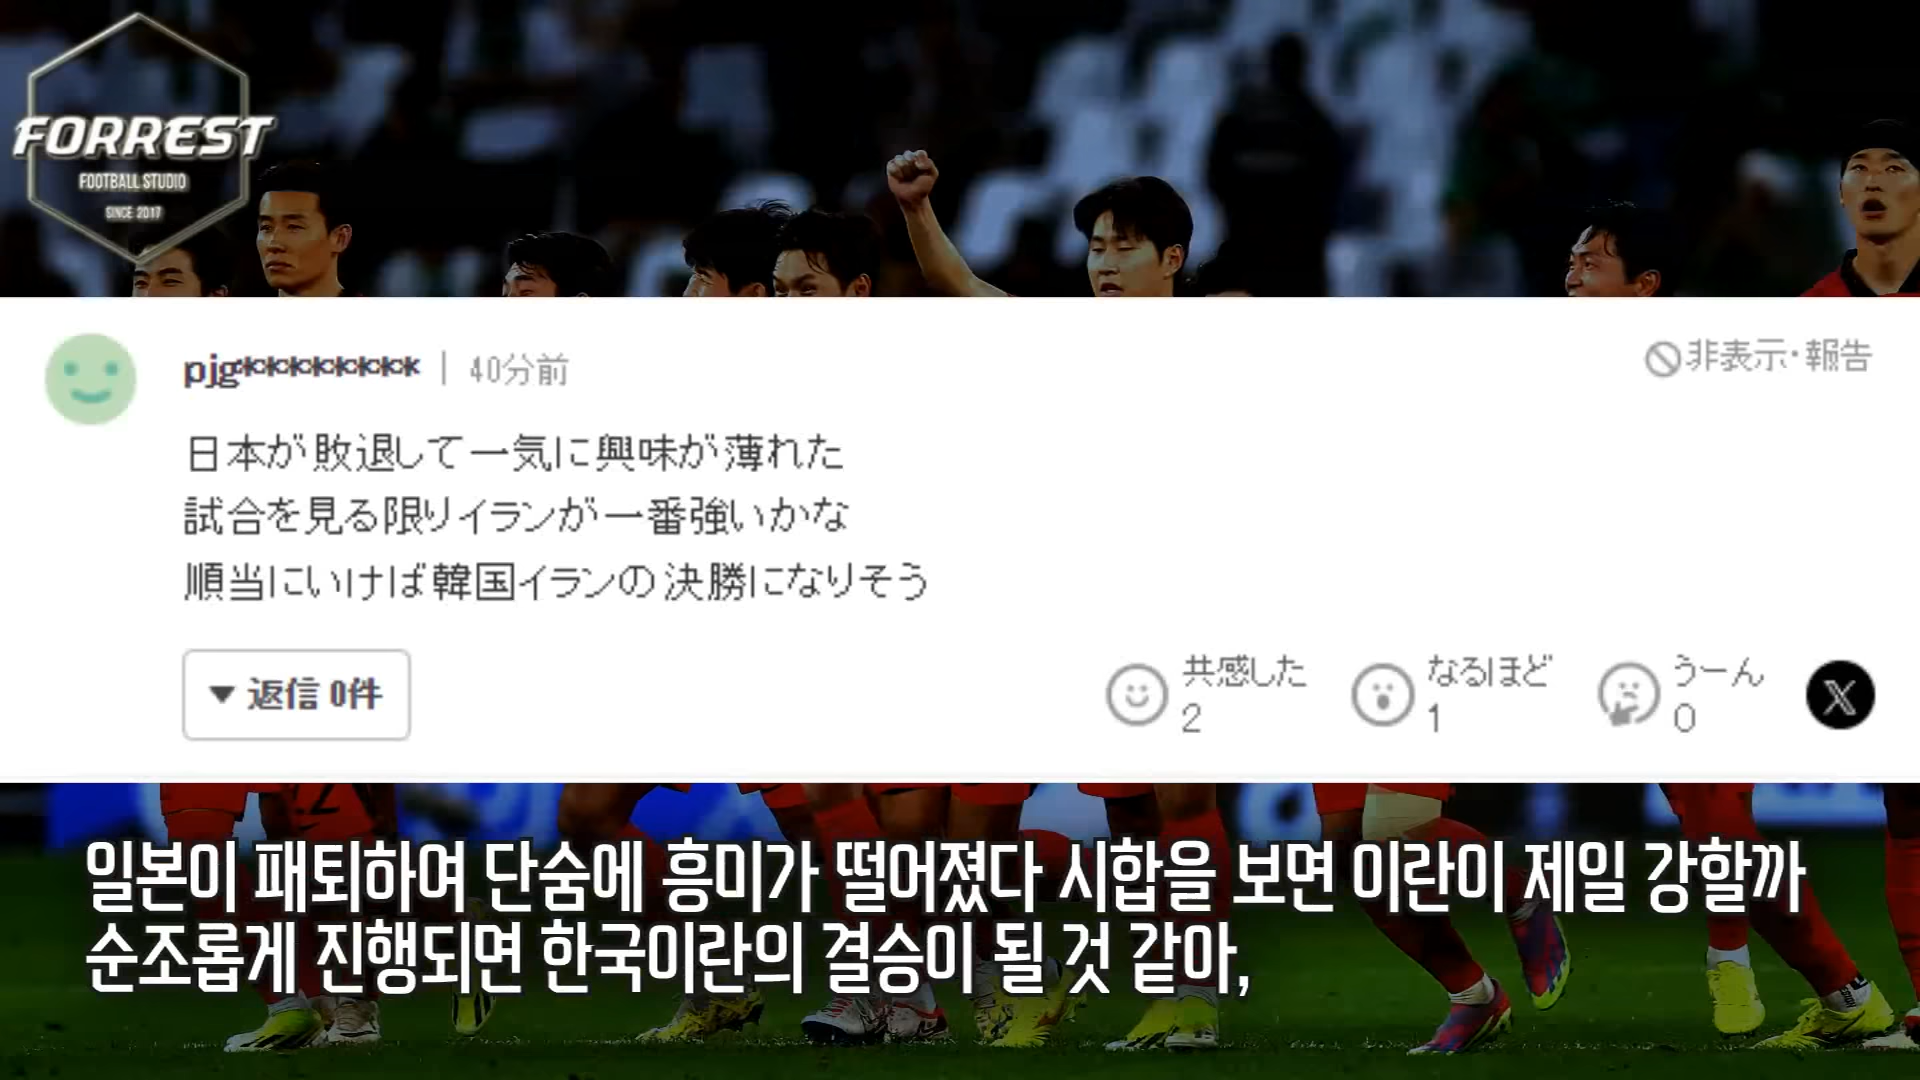 FORREST
FOOTBALL STUDIO
SINCE 2017
pjg******** | 40分前
非表示・報告
日本が敗退して一気に興味が薄れた
試合を見る限りイランが一番強いかな
順当にいけば韓国イランの決勝になりそう
返信 0件
共感した
2
なるほど
1
うーん
0
일본이 패퇴하여 단숨에 흥미가 떨어졌다 시합을 보면 이란이 제일 강할까
순조롭게 진행되면 한국이란의 결승이 될 것 같아,